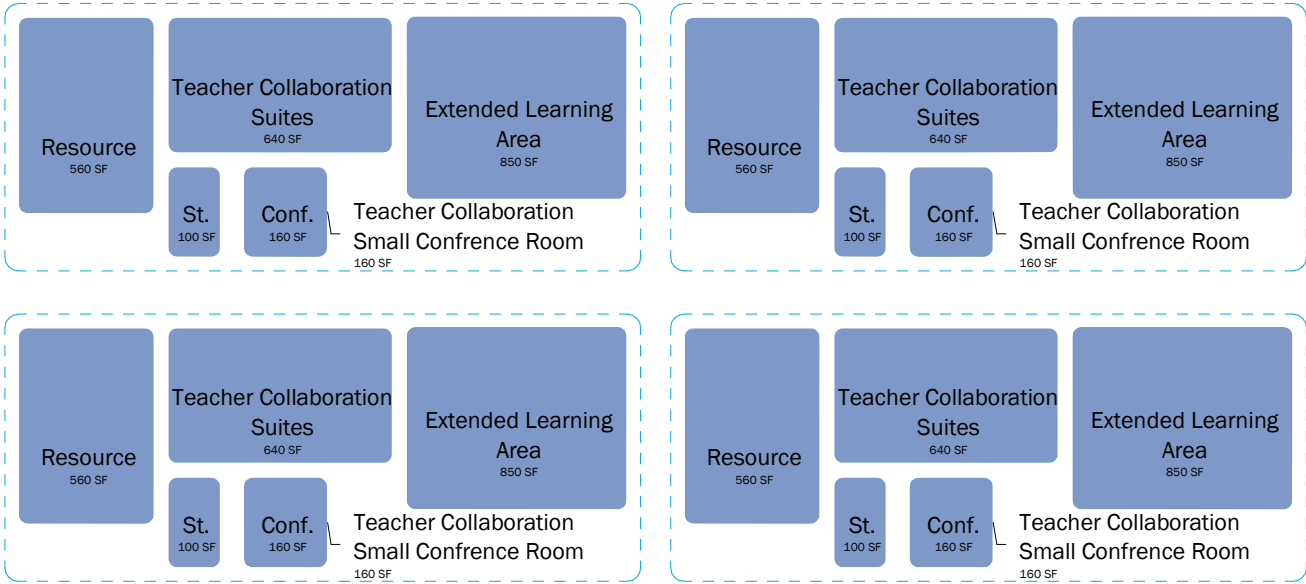 Resource
560 SF
Teacher Collaboration
Suites
640 SF
Extended Learning
Area
850 SF
St.
100 SF
Conf.
160 SF
Teacher Collaboration
Small Confrence Room
160 SF
Resource
560 SF
Teacher Collaboration
Suites
640 SF
Extended Learning
Area
850 SF
St.
100 SF
Conf.
160 SF
Teacher Collaboration
Small Confrence Room
160 SF
Resource
560 SF
Teacher Collaboration
Suites
640 SF
Extended Learning
Area
850 SF
St.
100 SF
Conf.
160 SF
Teacher Collaboration
Small Confrence Room
160 SF
Resource
560 SF
Teacher Collaboration
Suites
640 SF
Extended Learning
Area
850 SF
St.
100 SF
Conf.
160 SF
Teacher Collaboration
Small Confrence Room
160 SF